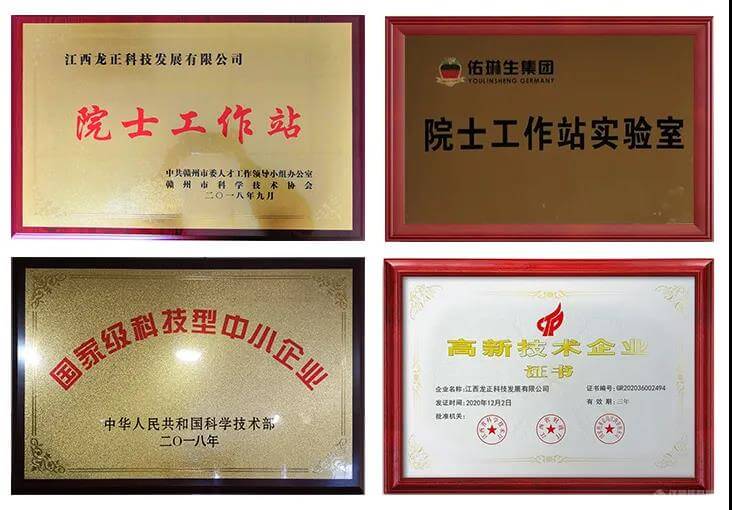 江西龙正科技发展有限公司
院士工作站
中共赣州市委人才工作领导小组办公室
赣州市科学技术协会
二〇一八年九月
佑琳生集团
YOULINSHENG GERMANY
院士工作站实验室
国家级科技型中小企业
中华人民共和国科学技术部
二〇一八年
高新技术企业
证书
企业名称:江西龙正科技发展有限公司
证书编号:GR202036002494
发证时间:2020年12月2日
有效期:三年
批准机关: